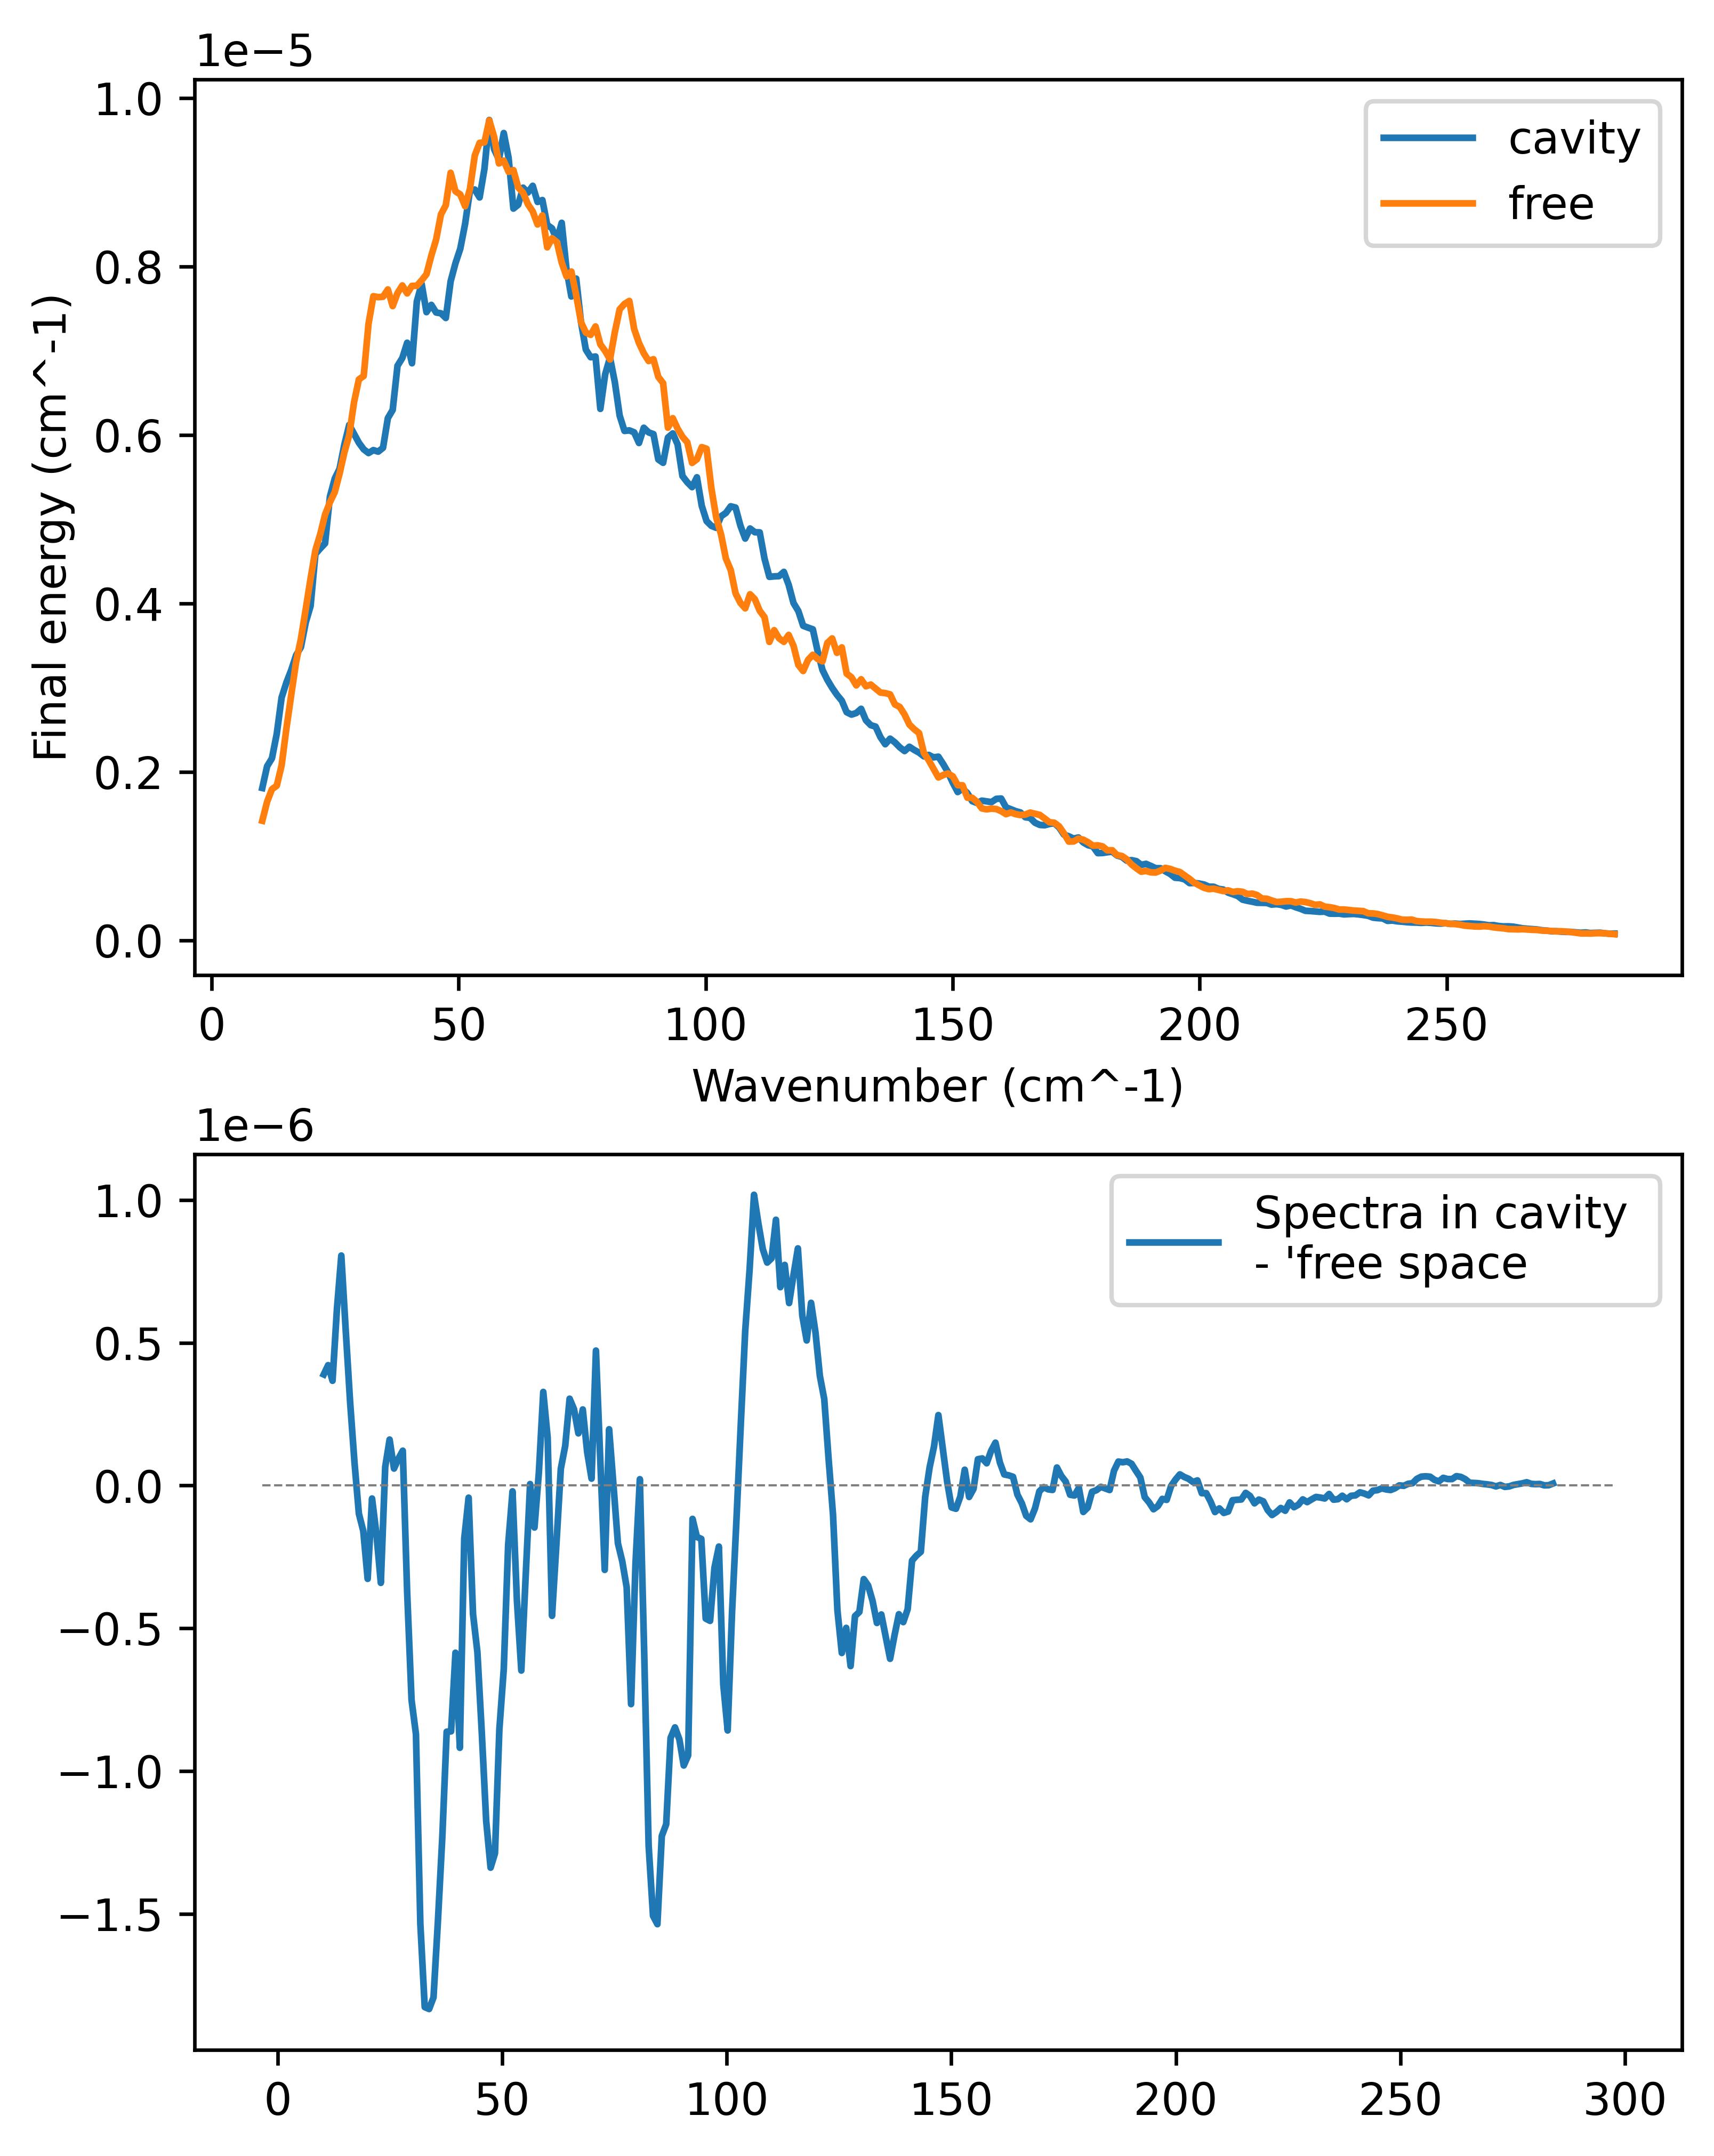 1e−5
1.0
0.8
0.6
0.4
0.2
0.0
Final energy (cm^-1)
cavity
free
0 50 100 150 200 250
Wavenumber (cm^-1)
1e−6
1.0
0.5
0.0
−0.5
−1.0
−1.5
Spectra in cavity
- 'free space
0 50 100 150 200 250 300